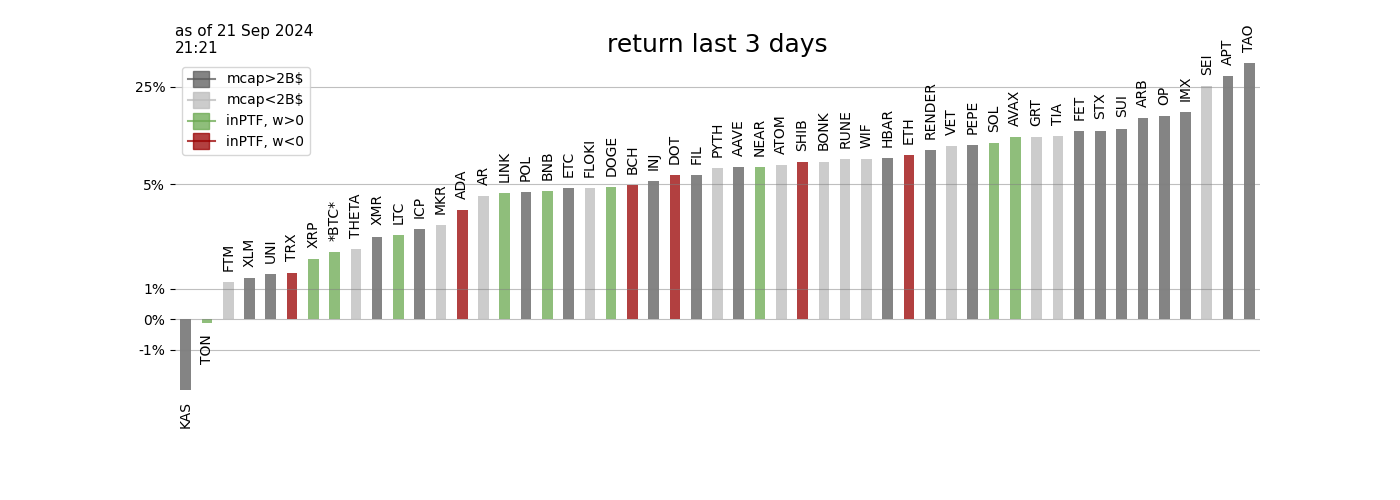 as of 21 Sep 2024
21:21
return last 3 days
mcap>2B$
mcap<2B$
inPTF, w>0
inPTF, w<0
25%
5%
1%
0%
-1%
KAS
TON
FTM
XLM
UNI
TRX
XRP
*BTC*
THETA
XMR
LTC
ICP
MKR
ADA
AR
LINK
POL
BNB
ETC
FLOKI
DOGE
BCH
INJ
DOT
FIL
PYTH
AAVE
NEAR
ATOM
SHIB
BONK
RUNE
WIF
HBAR
ETH
RENDER
VET
PEPE
SOL
AVAX
GRT
TIA
FET
STX
SUI
ARB
OP
IMX
SEI
APT
TAO